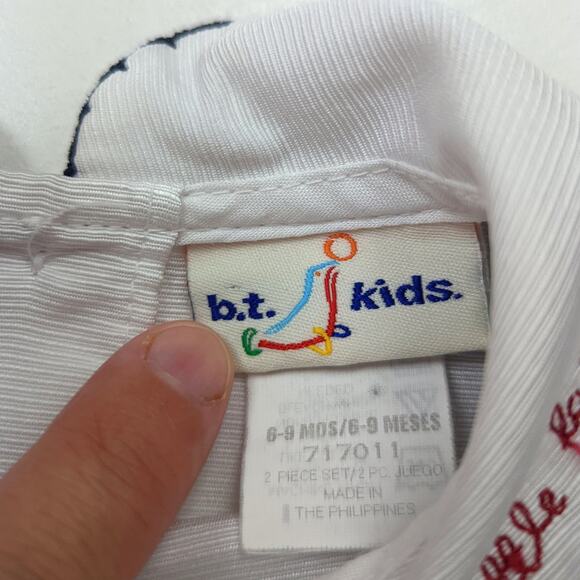 b.t. kids.
6-9 MOS/6-9 MESES
717011
2 PIECE SET/2 PC. JUEGO
MADE IN
THE PHILIPPINES